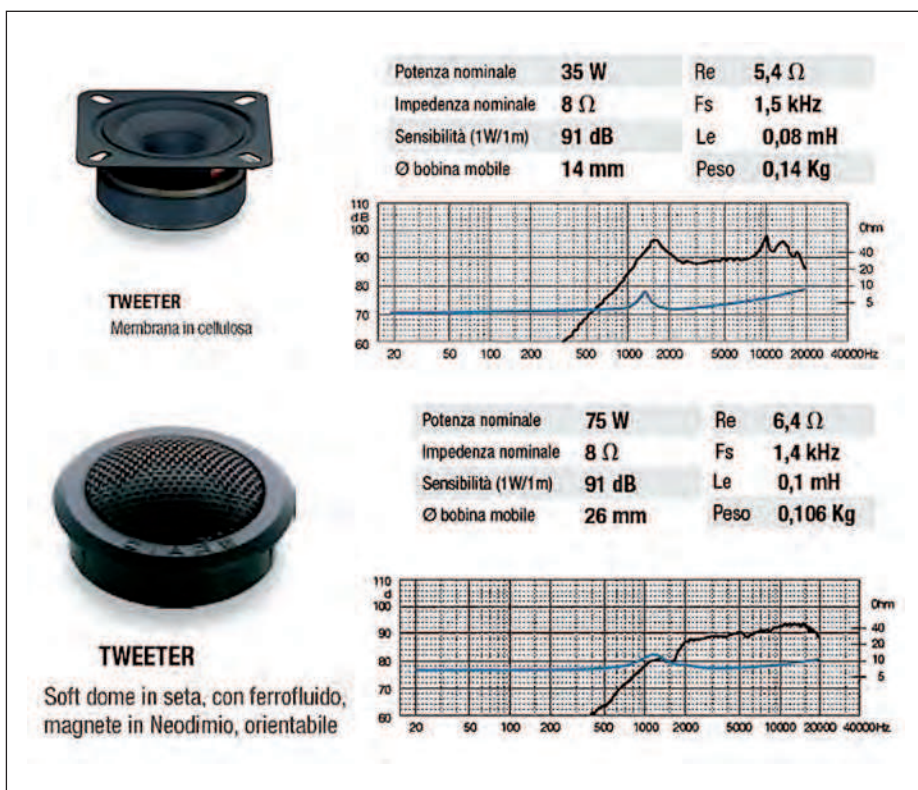 Potenza nominale 35 W Re 5,4 Ω
Impedenza nominale 8 Ω Fs 1,5 kHz
Sensibilità (1W/1m) 91 dB Le 0,08 mH
Ø bobina mobile 14 mm Peso 0,14 Kg
110
dB
100
90
80
70
60
Ohm
40
20
10
5
20 50 100 200 500 1000 2000 5000 10000 20000 40000Hz
TWEETER
Membrana in cellulosa
Potenza nominale 75 W Re 6,4 Ω
Impedenza nominale 8 Ω Fs 1,4 kHz
Sensibilità (1W/1m) 91 dB Le 0,1 mH
Ø bobina mobile 26 mm Peso 0,106 Kg
110
d
100
90
80
70
60
Ohm
40
20
10
5
20 50 100 200 500 1000 2000 5000 10000 20000 40000Hz
TWEETER
Soft dome in seta, con ferrofluido,
magnete in Neodimio, orientabile